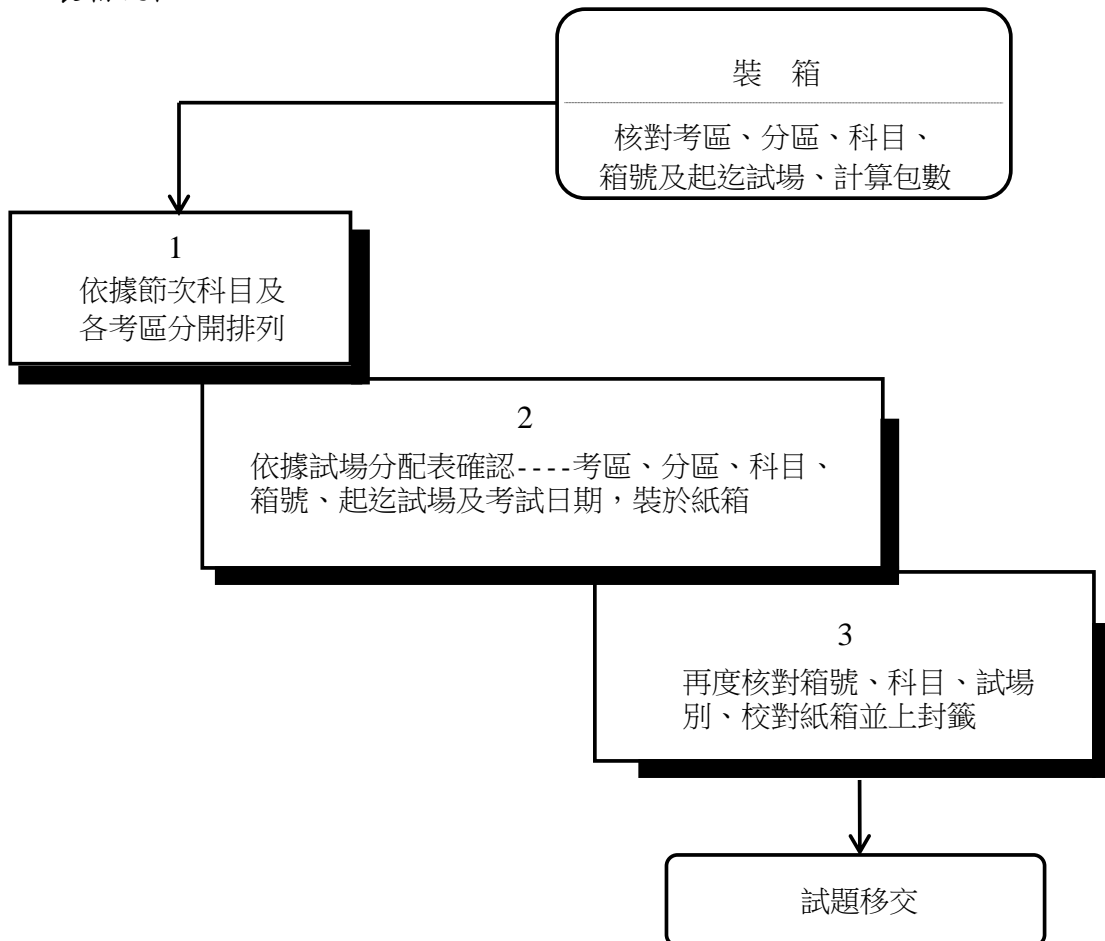 裝 箱
核對考區、分區、科目、
箱號及起迄試場、計算包數
1
依據節次科目及
各考區分開排列
2
依據試場分配表確認----考區、分區、科目、
箱號、起迄試場及考試日期，裝於紙箱
3
再度核對箱號、科目、試場
別、校對紙箱並上封籤
試題移交